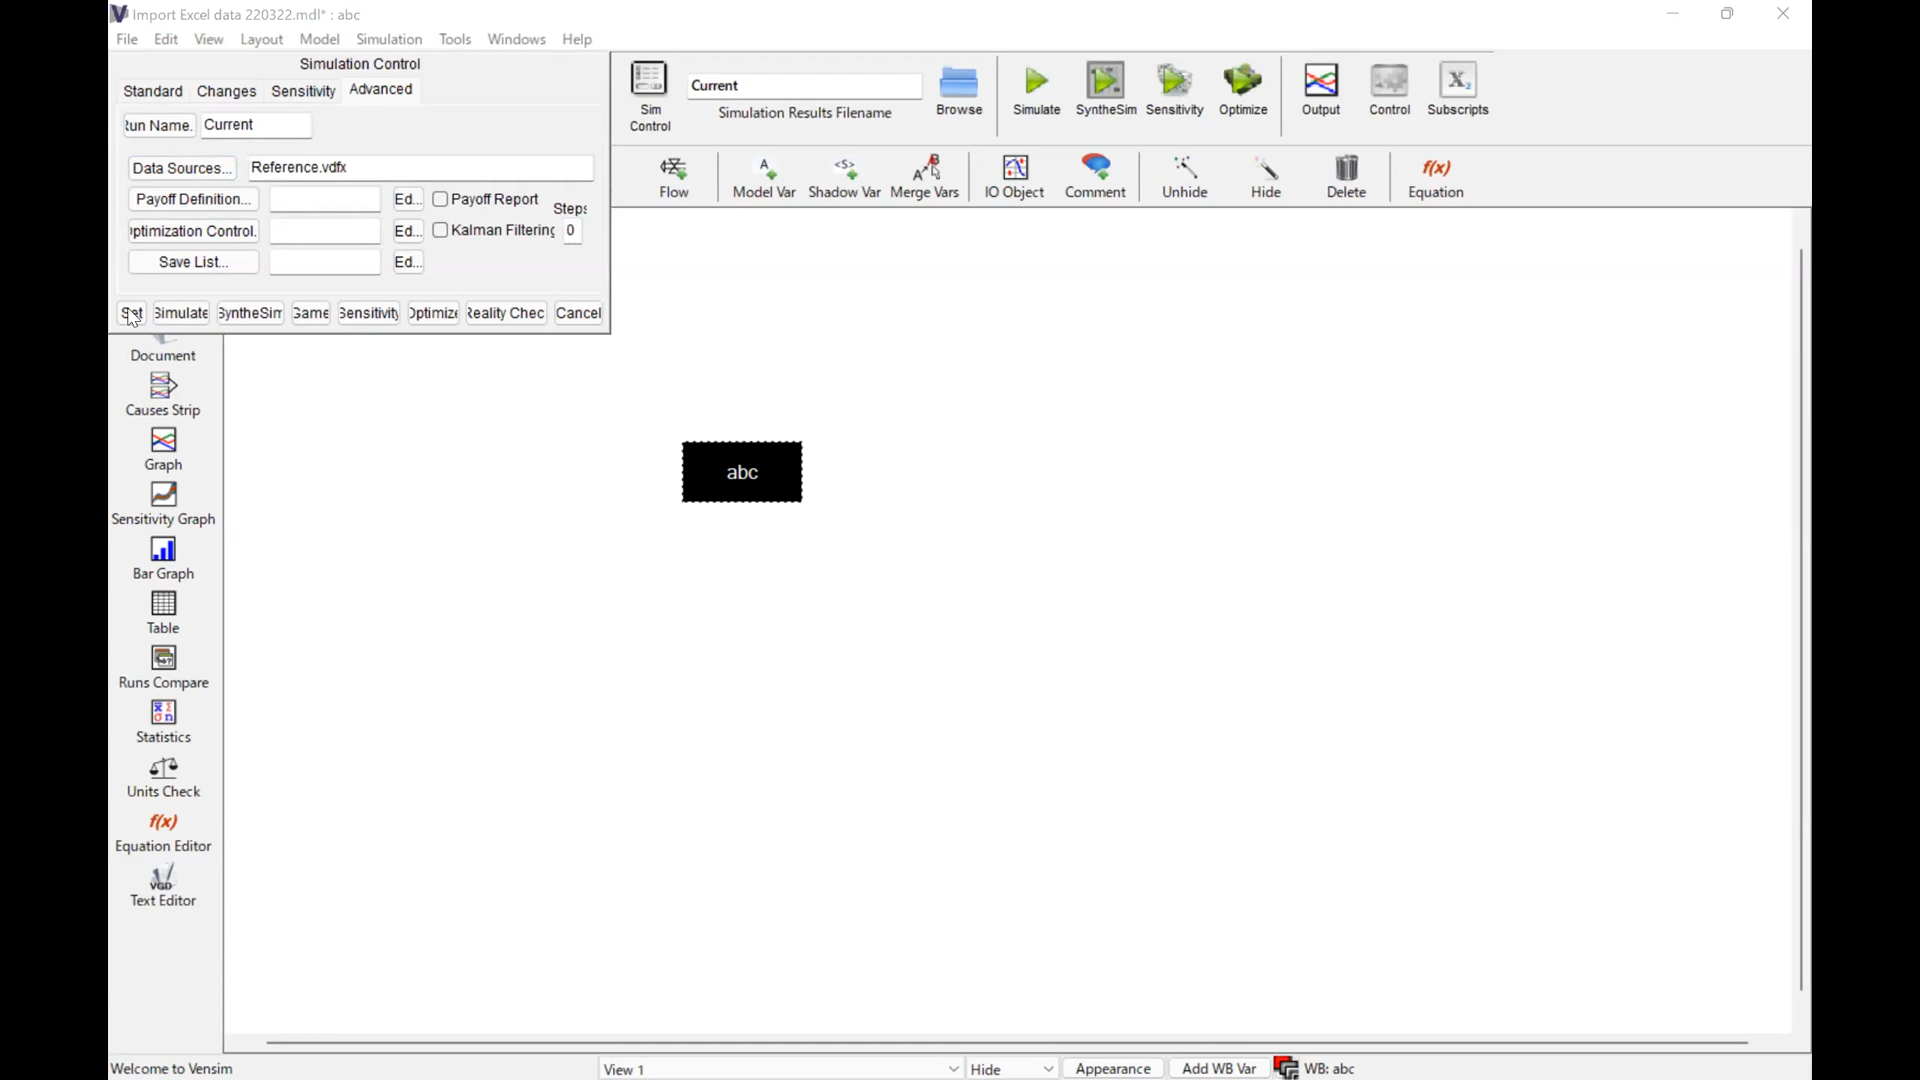 Import Excel data 220322.mdl* : abc
File Edit View Layout Model Simulation Tools Windows Help
Simulation Control
Standard Changes Sensitivity Advanced
Run Name. Current
Data Sources... Reference.vdfx
Payoff Definition... Ed... Payoff Report
Steps
ptimization Control. Ed... Kalman Filtering 0
Save List... Ed...
Set Simulate SyntheSim Game Sensitivity Optimize Reality Chec Cancel
Sim Control
Current
Simulation Results Filename
Browse Simulate SyntheSim Sensitivity Optimize Output Control Subscripts
Flow Model Var Shadow Var Merge Vars IO Object Comment Unhide Hide Delete Equation
Document
Causes Strip
Graph
Sensitivity Graph
Bar Graph
Table
Runs Compare
Statistics
Units Check
Equation Editor
Text Editor
abc
Welcome to Vensim View 1 Hide Appearance Add WB Var WB: abc